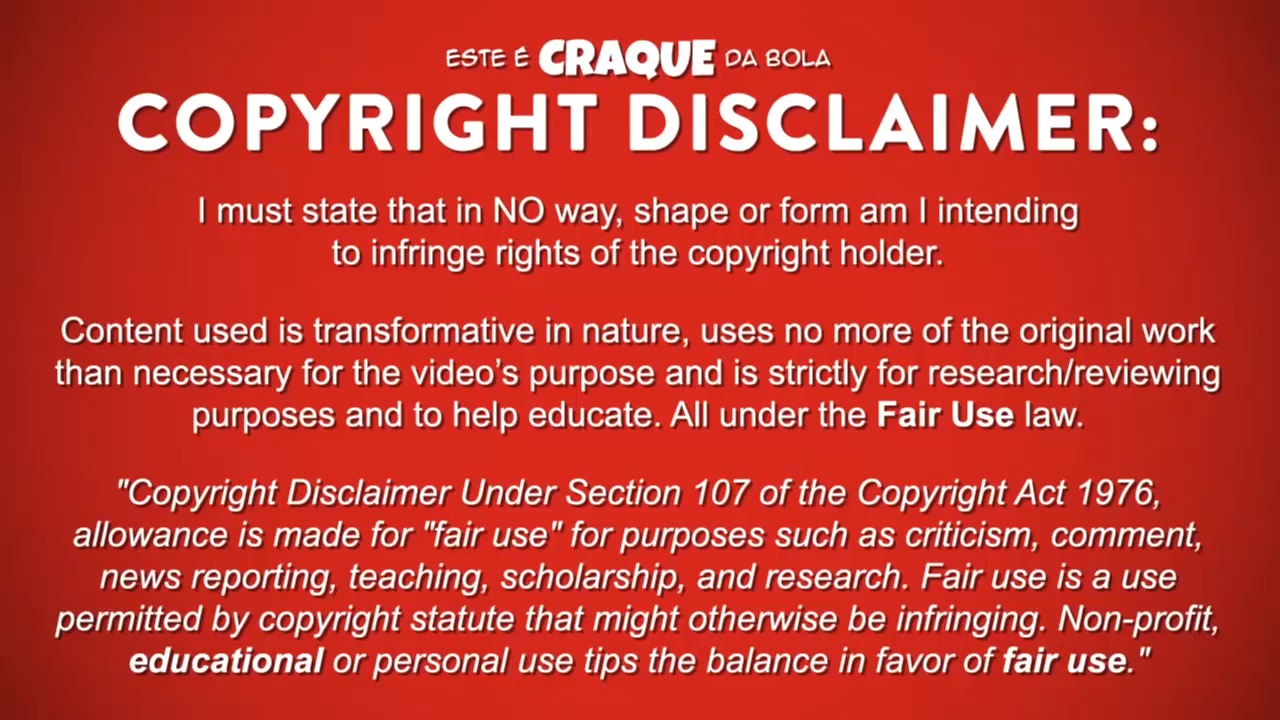 ESTE É CRAQUE DA BOLA
COPYRIGHT DISCLAIMER:
I must state that in NO way, shape or form am I intending
to infringe rights of the copyright holder.
Content used is transformative in nature, uses no more of the original work
than necessary for the video’s purpose and is strictly for research/reviewing
purposes and to help educate. All under the Fair Use law.
"Copyright Disclaimer Under Section 107 of the Copyright Act 1976,
allowance is made for "fair use" for purposes such as criticism, comment,
news reporting, teaching, scholarship, and research. Fair use is a use
permitted by copyright statute that might otherwise be infringing. Non-profit,
educational or personal use tips the balance in favor of fair use."